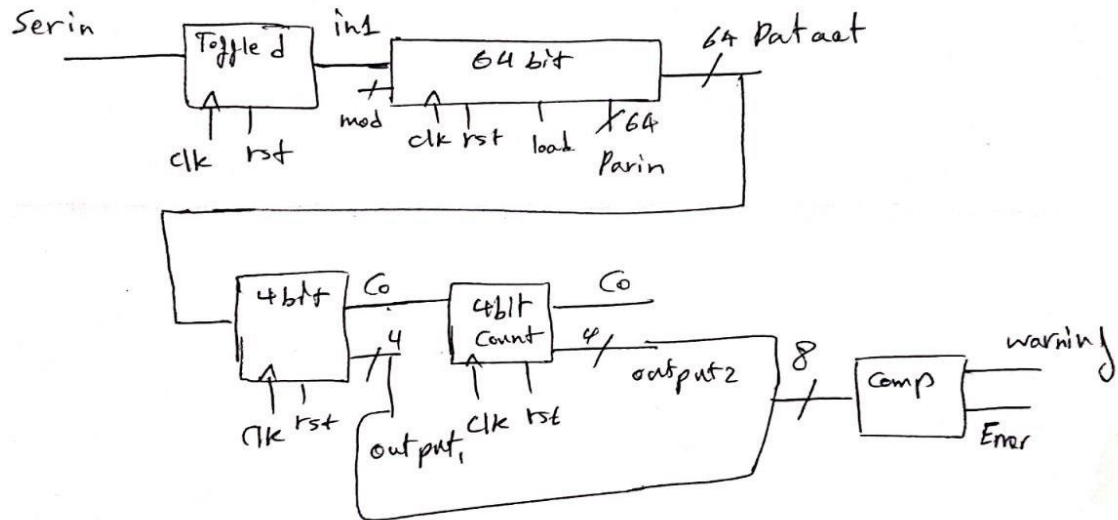 Serin
Toggle d
in1
64 bit
64 Dataout
mod
clk rst
clk rst
load
64
Parin
4bit
Co
4
4bit
Count
Co
4
output2
8
Comp
warning
Error
clk rst
output1
clk rst